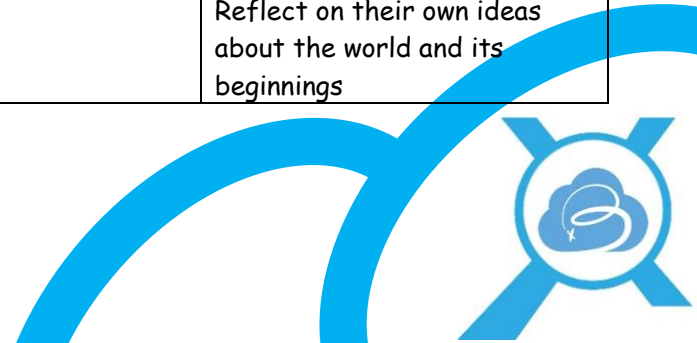 Reflect on their own ideas
about the world and its
beginnings